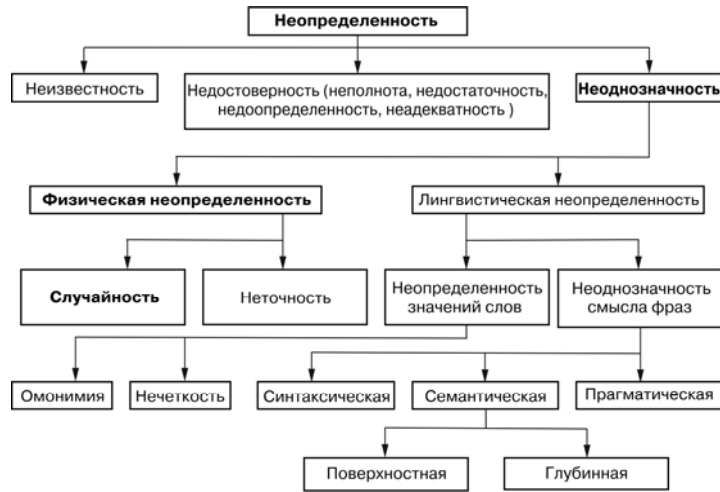 Неопределенность
Неизвестность
Недостоверность (неполнота, недостаточность,
недоопределенность, неадекватность )
Неоднозначность
Физическая неопределенность
Лингвистическая неопределенность
Случайность
Неточность
Неопределенность
значений слов
Неоднозначность
смысла фраз
Омонимия
Нечеткость
Синтаксическая
Семантическая
Прагматическая
Поверхностная
Глубинная